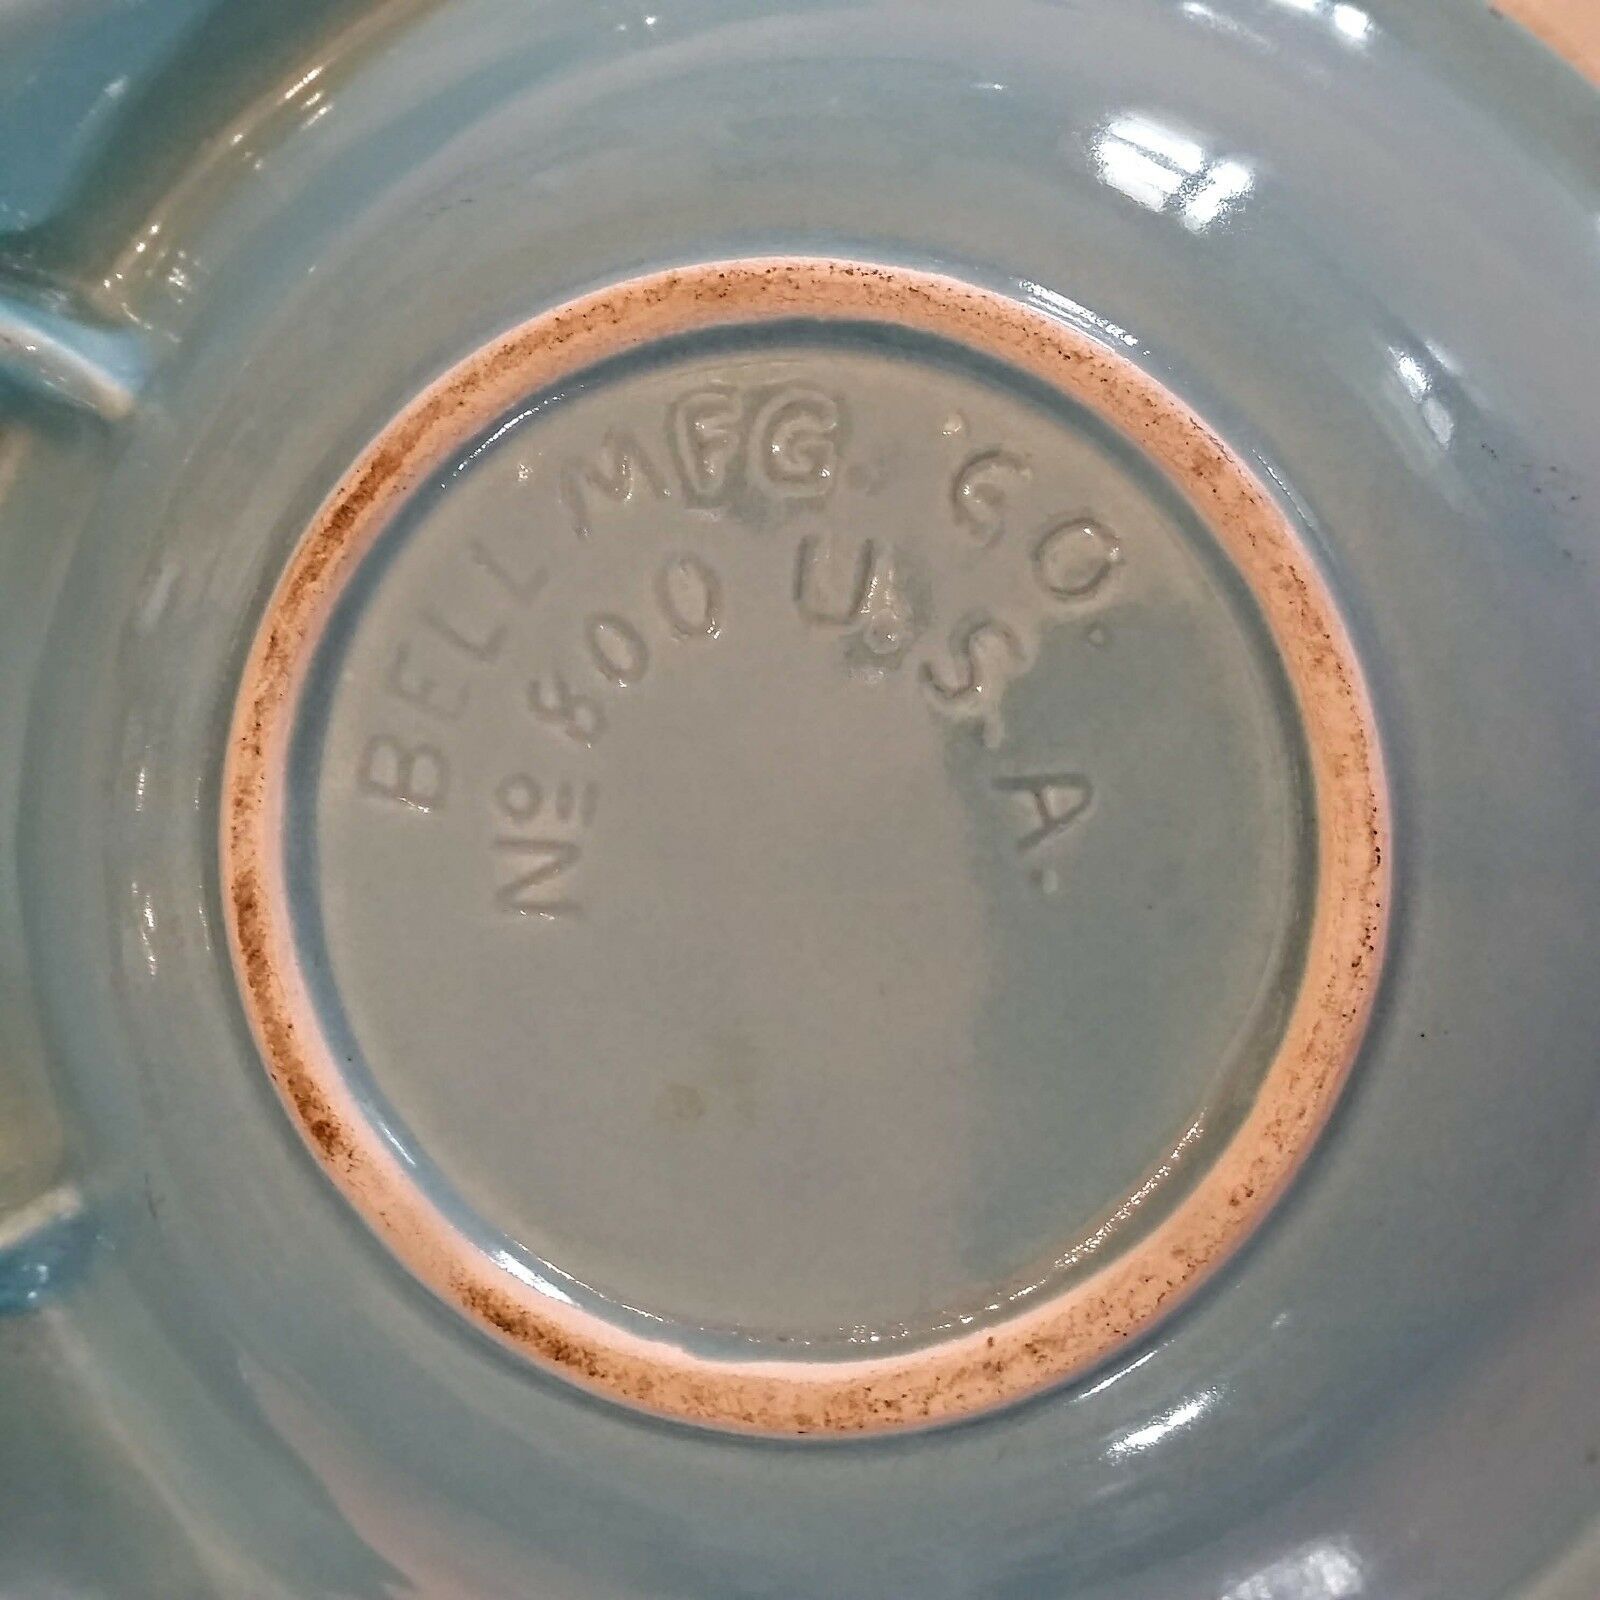 BELL MFG. CO.
Nº 800 U.S.A.